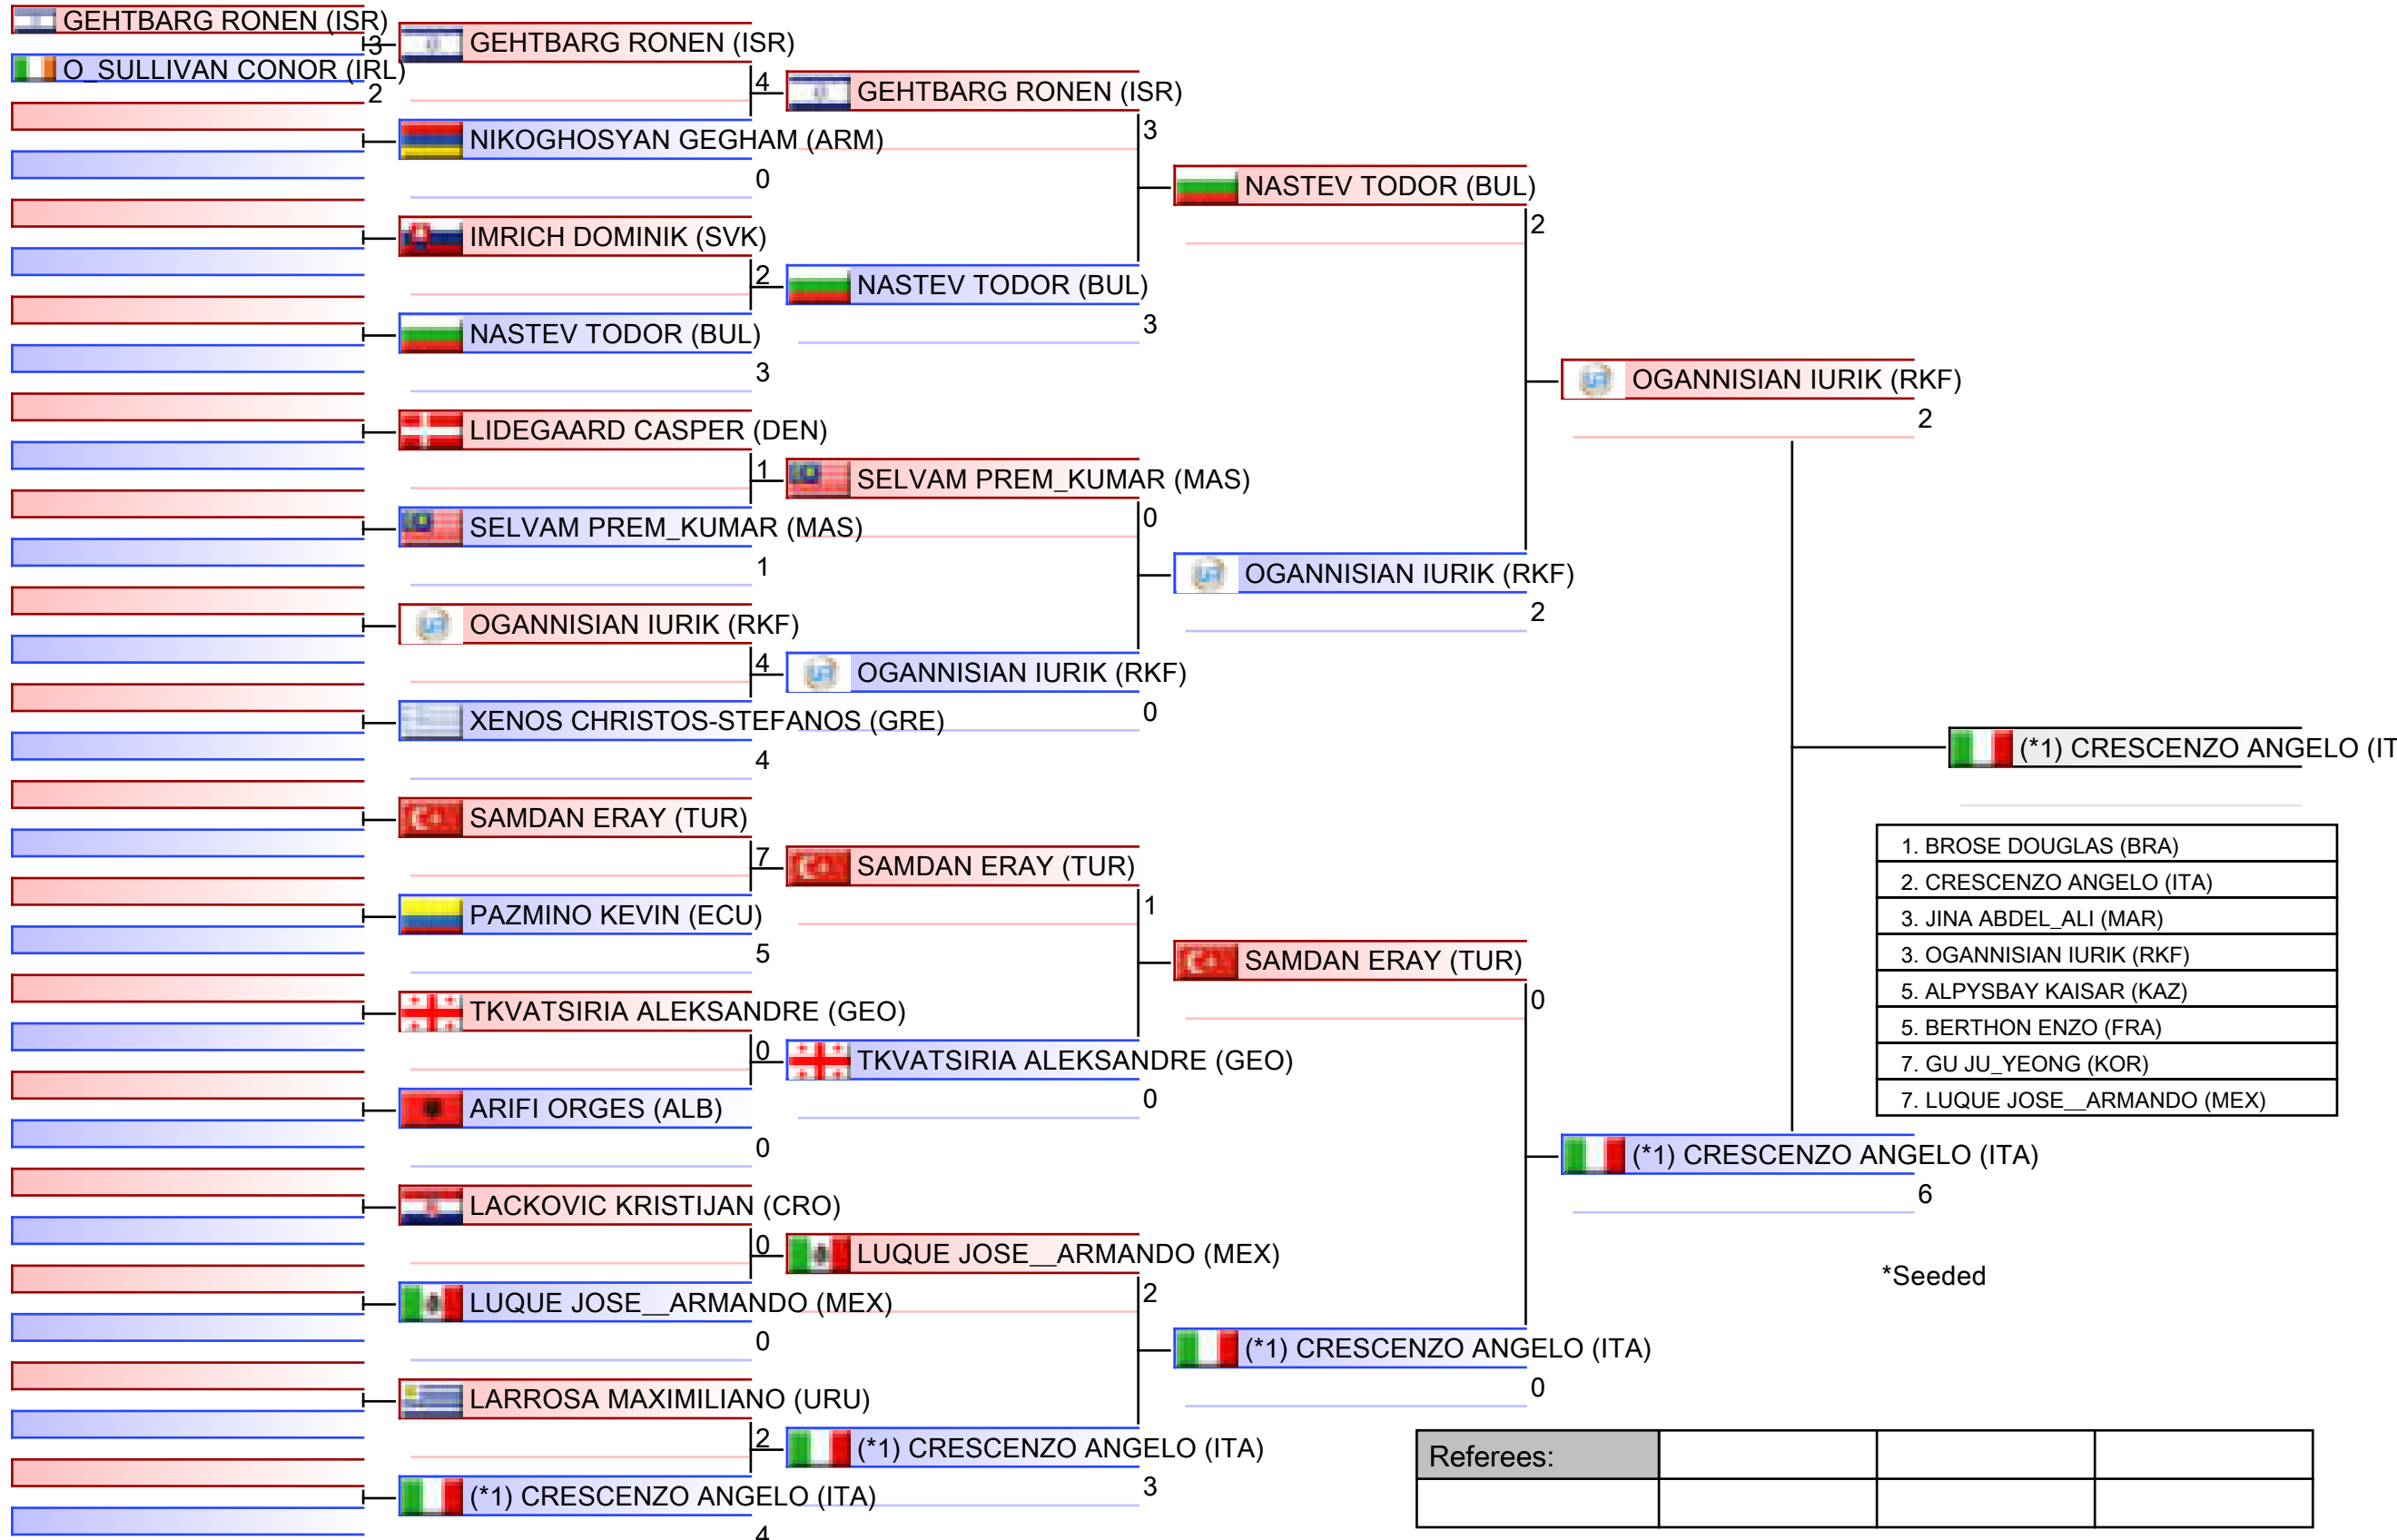 GEHTBARG RONEN (ISR)
3
O_SULLIVAN CONOR (IRL)
2
GEHTBARG RONEN (ISR)
4
NIKOGHOSYAN GEGHAM (ARM)
0
IMRICH DOMINIK (SVK)
2
NASTEV TODOR (BUL)
3
LIDEGAARD CASPER (DEN)
1
SELVAM PREM_KUMAR (MAS)
1
OGANNISIAN IURIK (RKF)
4
XENOS CHRISTOS-STEFANOS (GRE)
4
SAMDAN ERAY (TUR)
7
PAZMINO KEVIN (ECU)
5
TKVATSIRIA ALEKSANDRE (GEO)
0
ARIFI ORGES (ALB)
0
LACKOVIC KRISTIJAN (CRO)
0
LUQUE JOSE__ARMANDO (MEX)
0
LARROSA MAXIMILIANO (URU)
2
(*1) CRESCENZO ANGELO (ITA)
4
GEHTBARG RONEN (ISR)
3
NASTEV TODOR (BUL)
3
SELVAM PREM_KUMAR (MAS)
0
OGANNISIAN IURIK (RKF)
0
SAMDAN ERAY (TUR)
1
TKVATSIRIA ALEKSANDRE (GEO)
0
LUQUE JOSE__ARMANDO (MEX)
2
(*1) CRESCENZO ANGELO (ITA)
3
NASTEV TODOR (BUL)
2
OGANNISIAN IURIK (RKF)
2
SAMDAN ERAY (TUR)
0
(*1) CRESCENZO ANGELO (ITA)
0
OGANNISIAN IURIK (RKF)
2
(*1) CRESCENZO ANGELO (ITA)
6
(*1) CRESCENZO ANGELO (IT
1. BROSE DOUGLAS (BRA)
2. CRESCENZO ANGELO (ITA)
3. JINA ABDEL_ALI (MAR)
3. OGANNISIAN IURIK (RKF)
5. ALPYSBAY KAISAR (KAZ)
5. BERTHON ENZO (FRA)
7. GU JU_YEONG (KOR)
7. LUQUE JOSE__ARMANDO (MEX)
*Seeded
Referees: